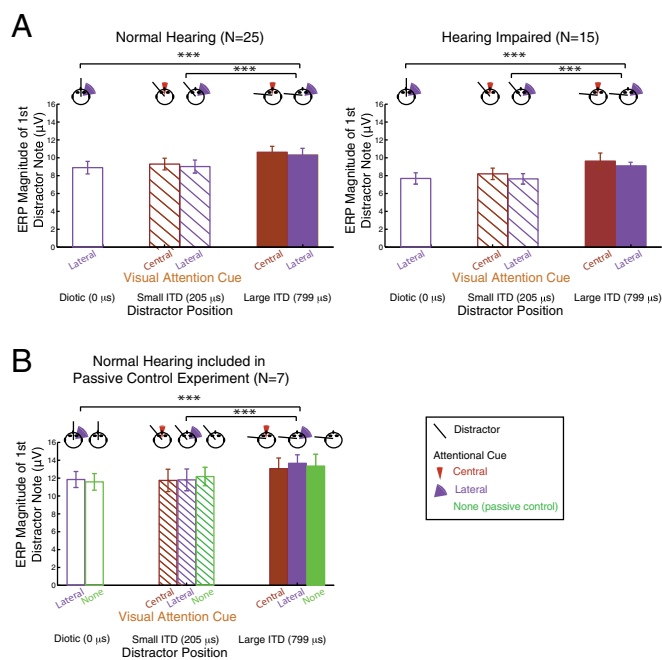 A
Normal Hearing (N=25)
***
***
ERP Magnitude of 1st
Distractor Note (µV)
16
14
12
10
8
6
4
2
0
Lateral
Central
Lateral
Central
Lateral
Visual Attention Cue
Diotic (0 µs)
Small ITD (205 µs)
Large ITD (799 µs)
Distractor Position
Hearing Impaired (N=15)
***
***
ERP Magnitude of 1st
Distractor Note (µV)
16
14
12
10
8
6
4
2
0
Lateral
Central
Lateral
Central
Lateral
Visual Attention Cue
Diotic (0 µs)
Small ITD (205 µs)
Large ITD (799 µs)
Distractor Position
B
Normal Hearing included in
Passive Control Experiment (N=7)
***
***
ERP Magnitude of 1st
Distractor Note (µV)
16
14
12
10
8
6
4
2
0
Lateral
None
Central
Lateral
None
Central
Lateral
None
Visual Attention Cue
Diotic (0 µs)
Small ITD (205 µs)
Large ITD (799 µs)
Distractor Position
Distractor
Attentional Cue
Central
Lateral
None (passive control)